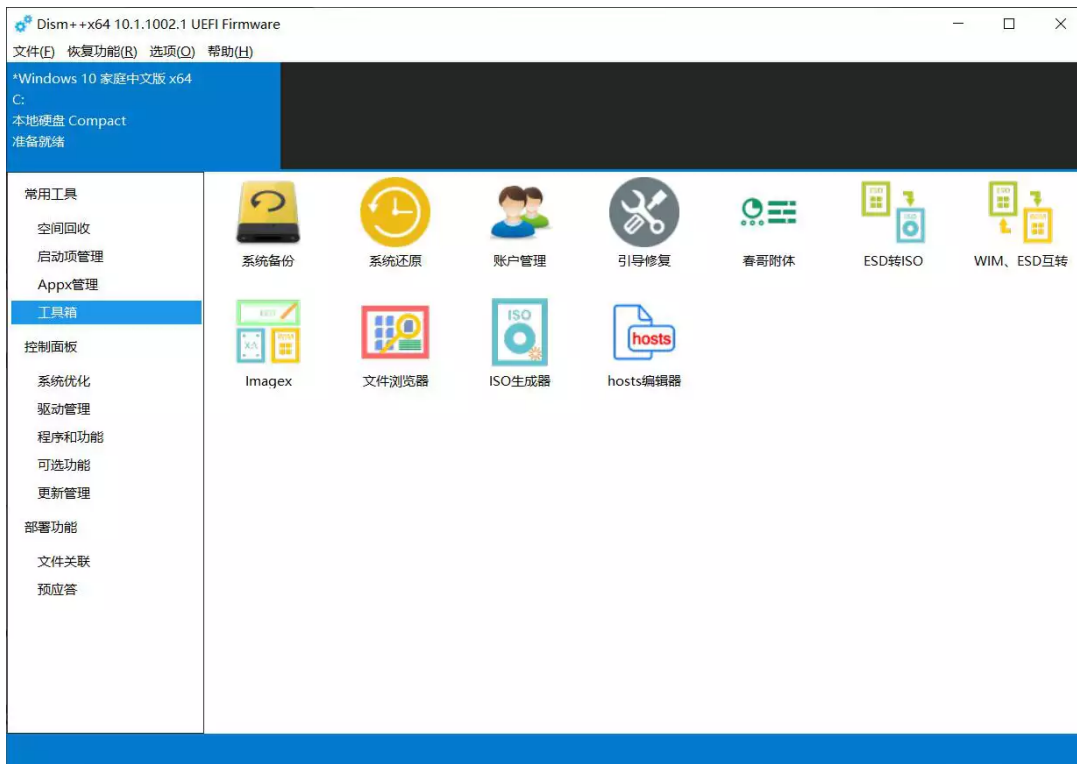 Dism++x64 10.1.1002.1 UEFI Firmware
文件(F) 恢复功能(R) 选项(O) 帮助(H)
*Windows 10 家庭中文版 x64
C:
本地硬盘 Compact
准备就绪
常用工具
空间回收
启动项管理
Appx管理
工具箱
控制面板
系统优化
驱动管理
程序和功能
可选功能
更新管理
部署功能
文件关联
预应答
系统备份 系统还原 账户管理 引导修复 春哥附体 ESD转ISO WIM、ESD互转
ISO
hosts
Imagex 文件浏览器 ISO生成器 hosts编辑器